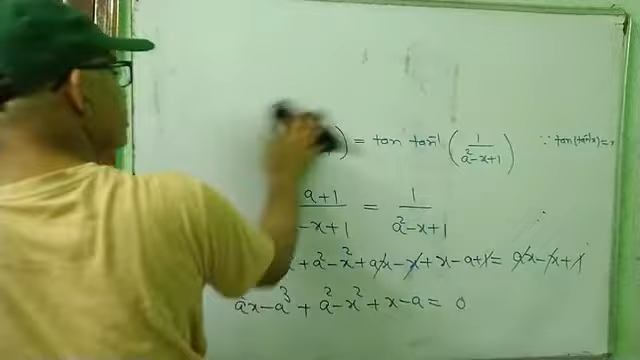 ) = tan tan⁻¹ (1/(a²-x+1)) ∵ tan(tan⁻¹x)=x
a+1/-x+1 = 1/(a²-x+1)
+ a²-x²+ax-x+x-a+1 = ax-x+1
a²x-a³+a²-x²+x-a=0